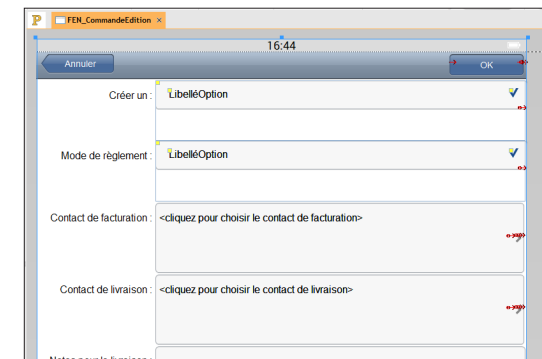 FEN_CommandeEdition ×
16:44
Annuler
OK
Créer un :
LibelléOption
Mode de règlement :
LibelléOption
Contact de facturation :
<cliquez pour choisir le contact de facturation>
Contact de livraison :
<cliquez pour choisir le contact de livraison>